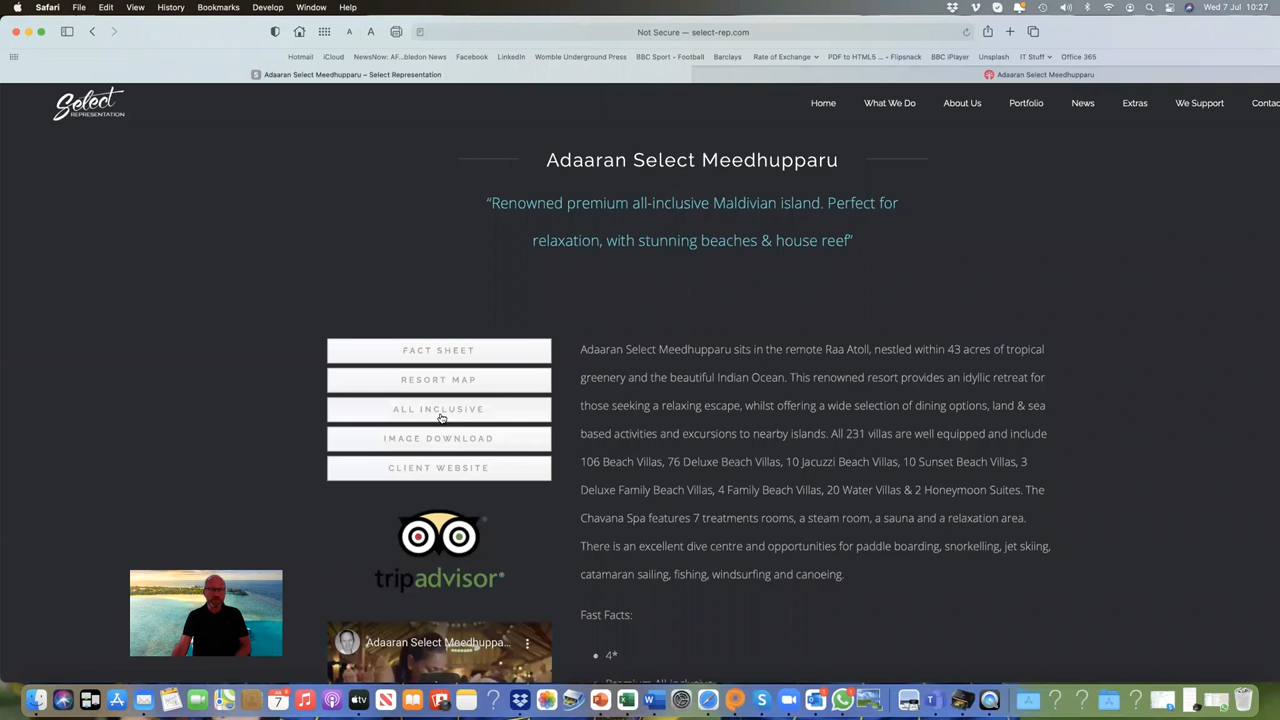 Safari File Edit View History Bookmarks Develop Window Help Wed 7 Jul 10:27
Not Secure — select-rep.com
Hotmail iCloud NewsNow: AF...bledon News Facebook LinkedIn Womble Underground Press BBC Sport - Football Barclays Rate of Exchange PDF to HTML5 ... - Flipsnack BBC iPlayer Unsplash IT Stuff Office 365
S Adaaran Select Meedhupparu – Select Representation Adaaran Select Meedhupparu
Select REPRESENTATION
Home What We Do About Us Portfolio News Extras We Support Contac
Adaaran Select Meedhupparu
“Renowned premium all-inclusive Maldivian island. Perfect for
relaxation, with stunning beaches & house reef”
FACT SHEET
RESORT MAP
ALL INCLUSIVE
IMAGE DOWNLOAD
CLIENT WEBSITE
tripadvisor®
Adaaran Select Meedhuppa...
Adaaran Select Meedhupparu sits in the remote Raa Atoll, nestled within 43 acres of tropical
greenery and the beautiful Indian Ocean. This renowned resort provides an idyllic retreat for
those seeking a relaxing escape, whilst offering a wide selection of dining options, land & sea
based activities and excursions to nearby islands. All 231 villas are well equipped and include
106 Beach Villas, 76 Deluxe Beach Villas, 10 Jacuzzi Beach Villas, 10 Sunset Beach Villas, 3
Deluxe Family Beach Villas, 4 Family Beach Villas, 20 Water Villas & 2 Honeymoon Suites. The
Chavana Spa features 7 treatments rooms, a steam room, a sauna and a relaxation area.
There is an excellent dive centre and opportunities for paddle boarding, snorkelling, jet skiing,
catamaran sailing, fishing, windsurfing and canoeing.
Fast Facts:
4*
Premium All-inclusive